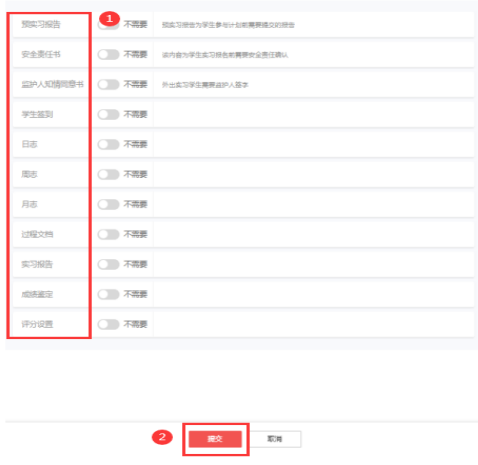 预实习报告 1 不需要 预实习报告为学生参与计划前需要提交的报告
安全责任书 不需要 该内容为学生实习报告前需要安全责任确认
监护人知情同意书 不需要 外出实习学生需要监护人签字
学生签到 不需要
日志 不需要
周志 不需要
月志 不需要
过程文档 不需要
实习报告 不需要
成绩鉴定 不需要
评分设置 不需要
2 提交 取消